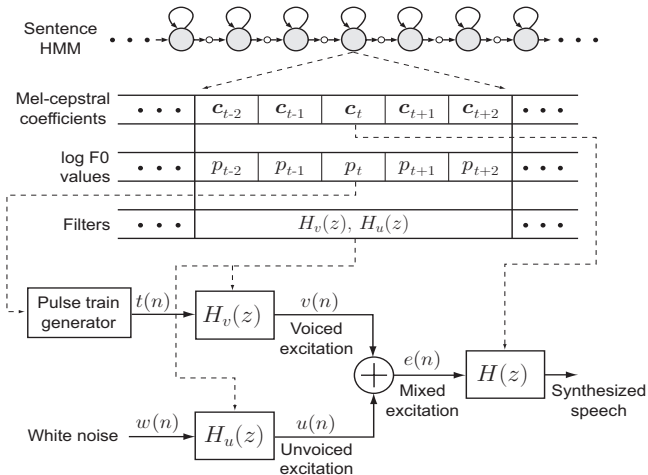 Sentence
HMM
Mel-cepstral
coefficients
• • • c_{t-2} c_{t-1} c_t c_{t+1} c_{t+2} • • •
log F0
values
• • • p_{t-2} p_{t-1} p_t p_{t+1} p_{t+2} • • •
Filters
• • • H_v(z), H_u(z) • • •
Pulse train
generator
t(n)
H_v(z)
v(n)
Voiced
excitation
e(n)
Mixed
excitation
H(z)
Synthesized
speech
White noise
w(n)
H_u(z)
u(n)
Unvoiced
excitation